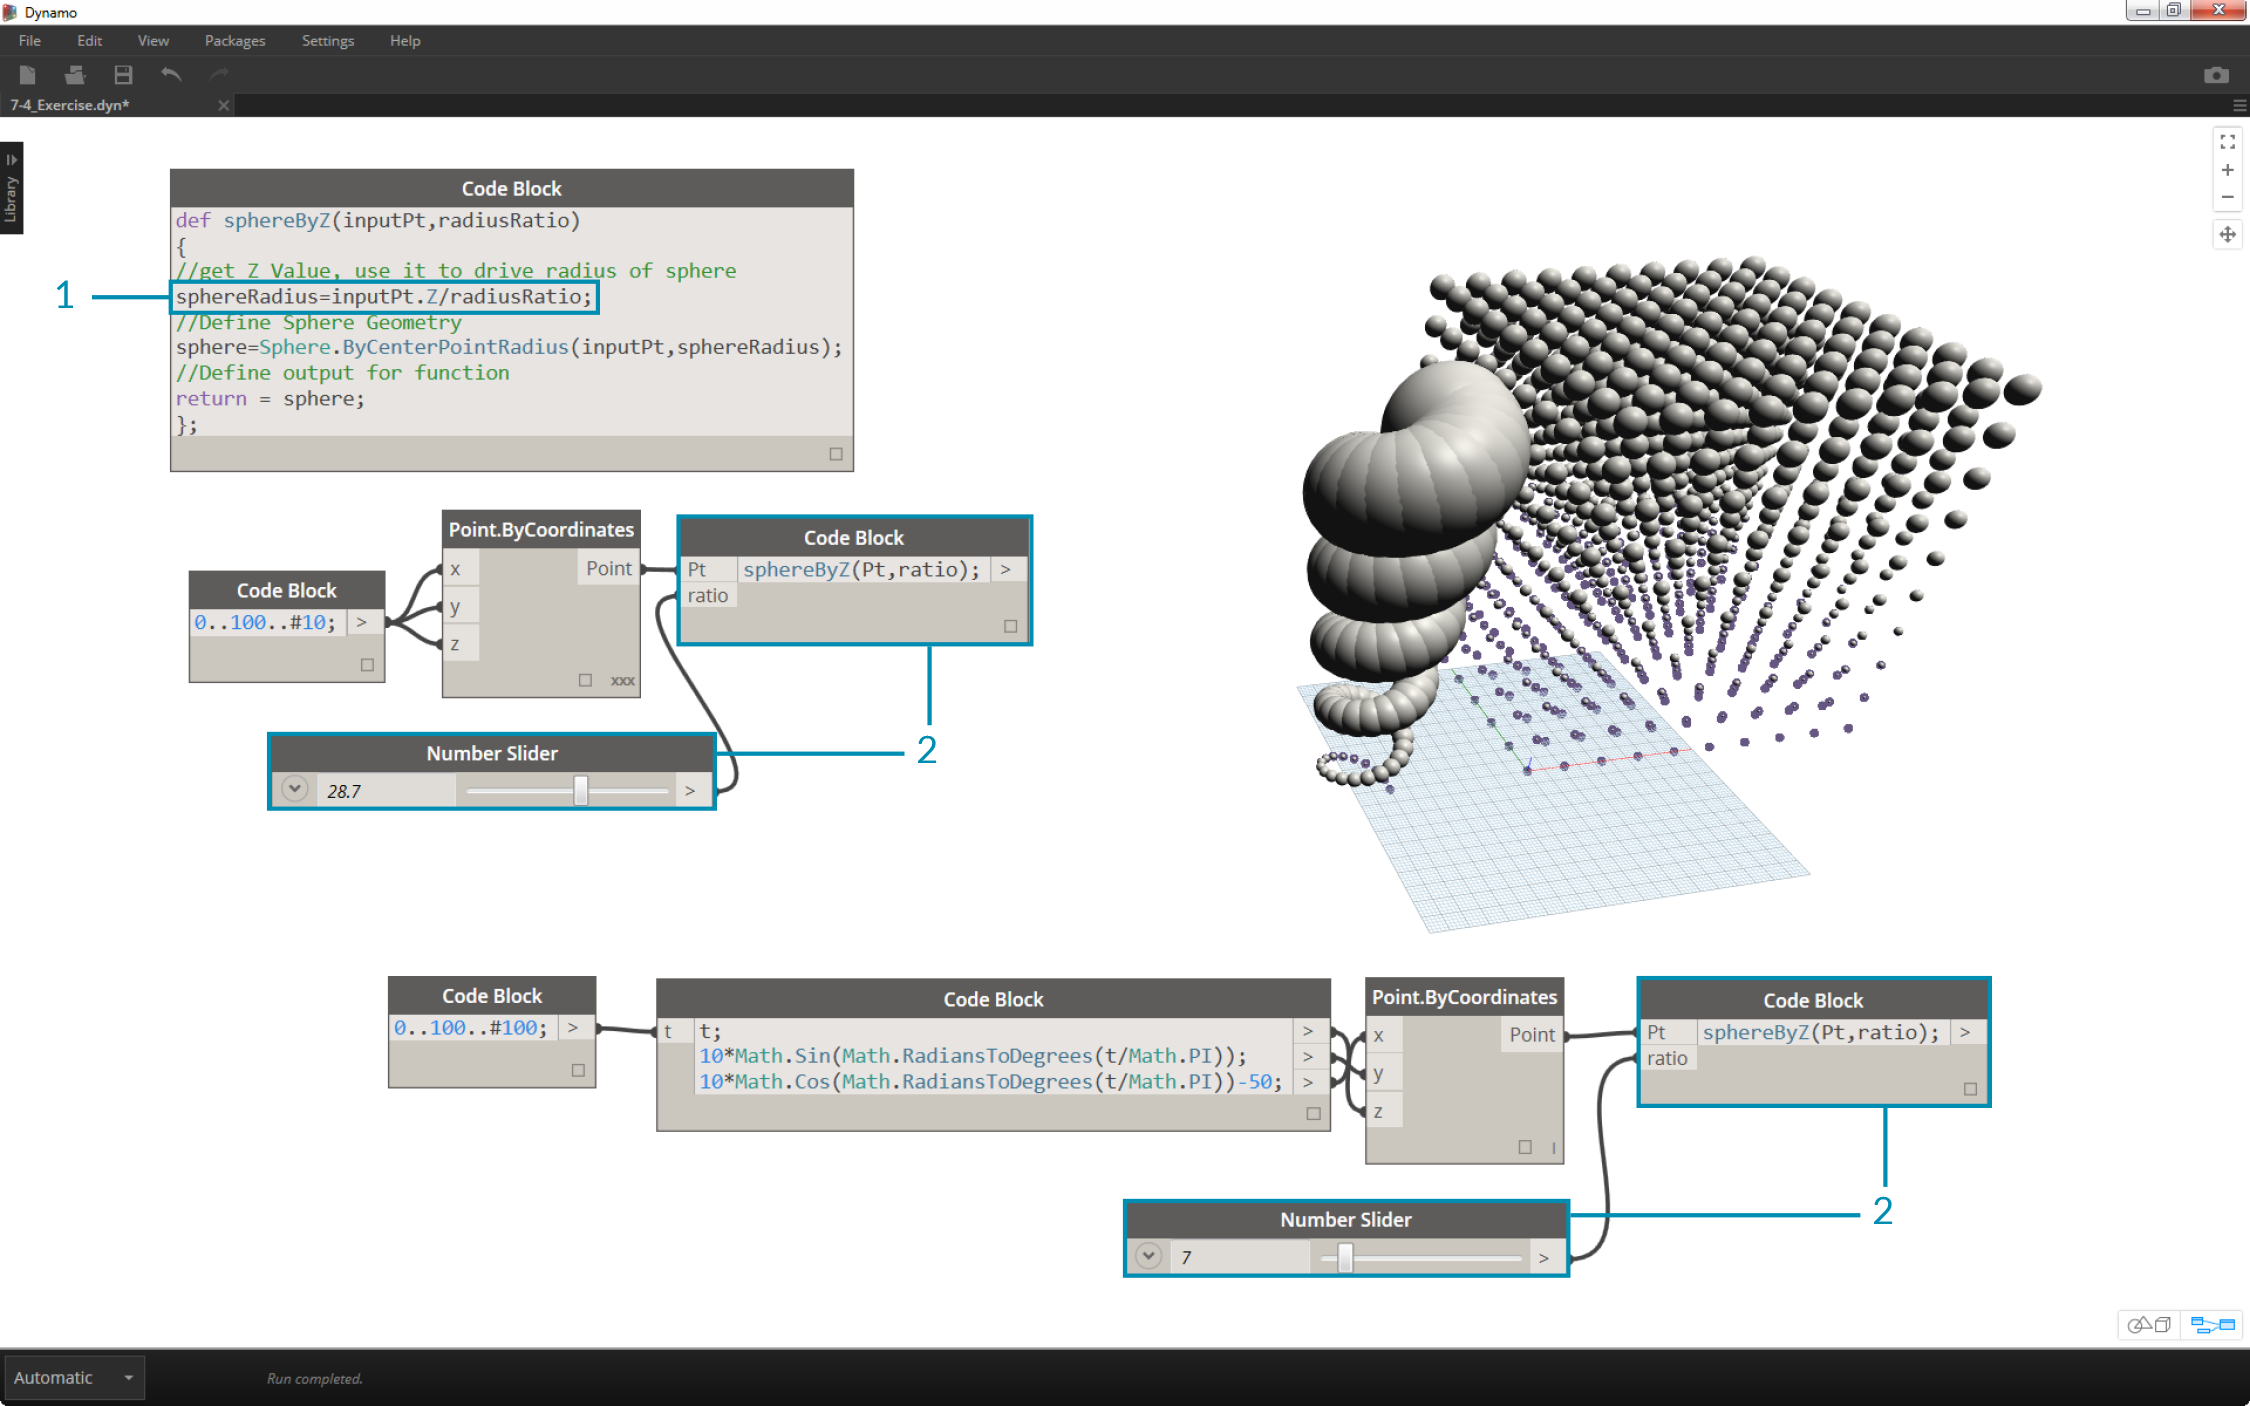 Dynamo
File Edit View Packages Settings Help
7-4_Exercise.dyn*
Library
Code Block
def sphereByZ(inputPt,radiusRatio)
{
//get Z Value, use it to drive radius of sphere
1
sphereRadius=inputPt.Z/radiusRatio;
//Define Sphere Geometry
sphere=Sphere.ByCenterPointRadius(inputPt,sphereRadius);
//Define output for function
return = sphere;
};
Code Block
0..100..#10; >
Point.ByCoordinates
x Point
y
z
xxx
Code Block
Pt sphereByZ(Pt,ratio); >
ratio
2
Number Slider
28.7 >
Code Block
0..100..#100; >
Code Block
t t; >
10*Math.Sin(Math.RadiansToDegrees(t/Math.PI)); >
10*Math.Cos(Math.RadiansToDegrees(t/Math.PI))-50; >
Point.ByCoordinates
x Point
y
z
l
Code Block
Pt sphereByZ(Pt,ratio); >
ratio
2
Number Slider
7 >
Automatic
Run completed.